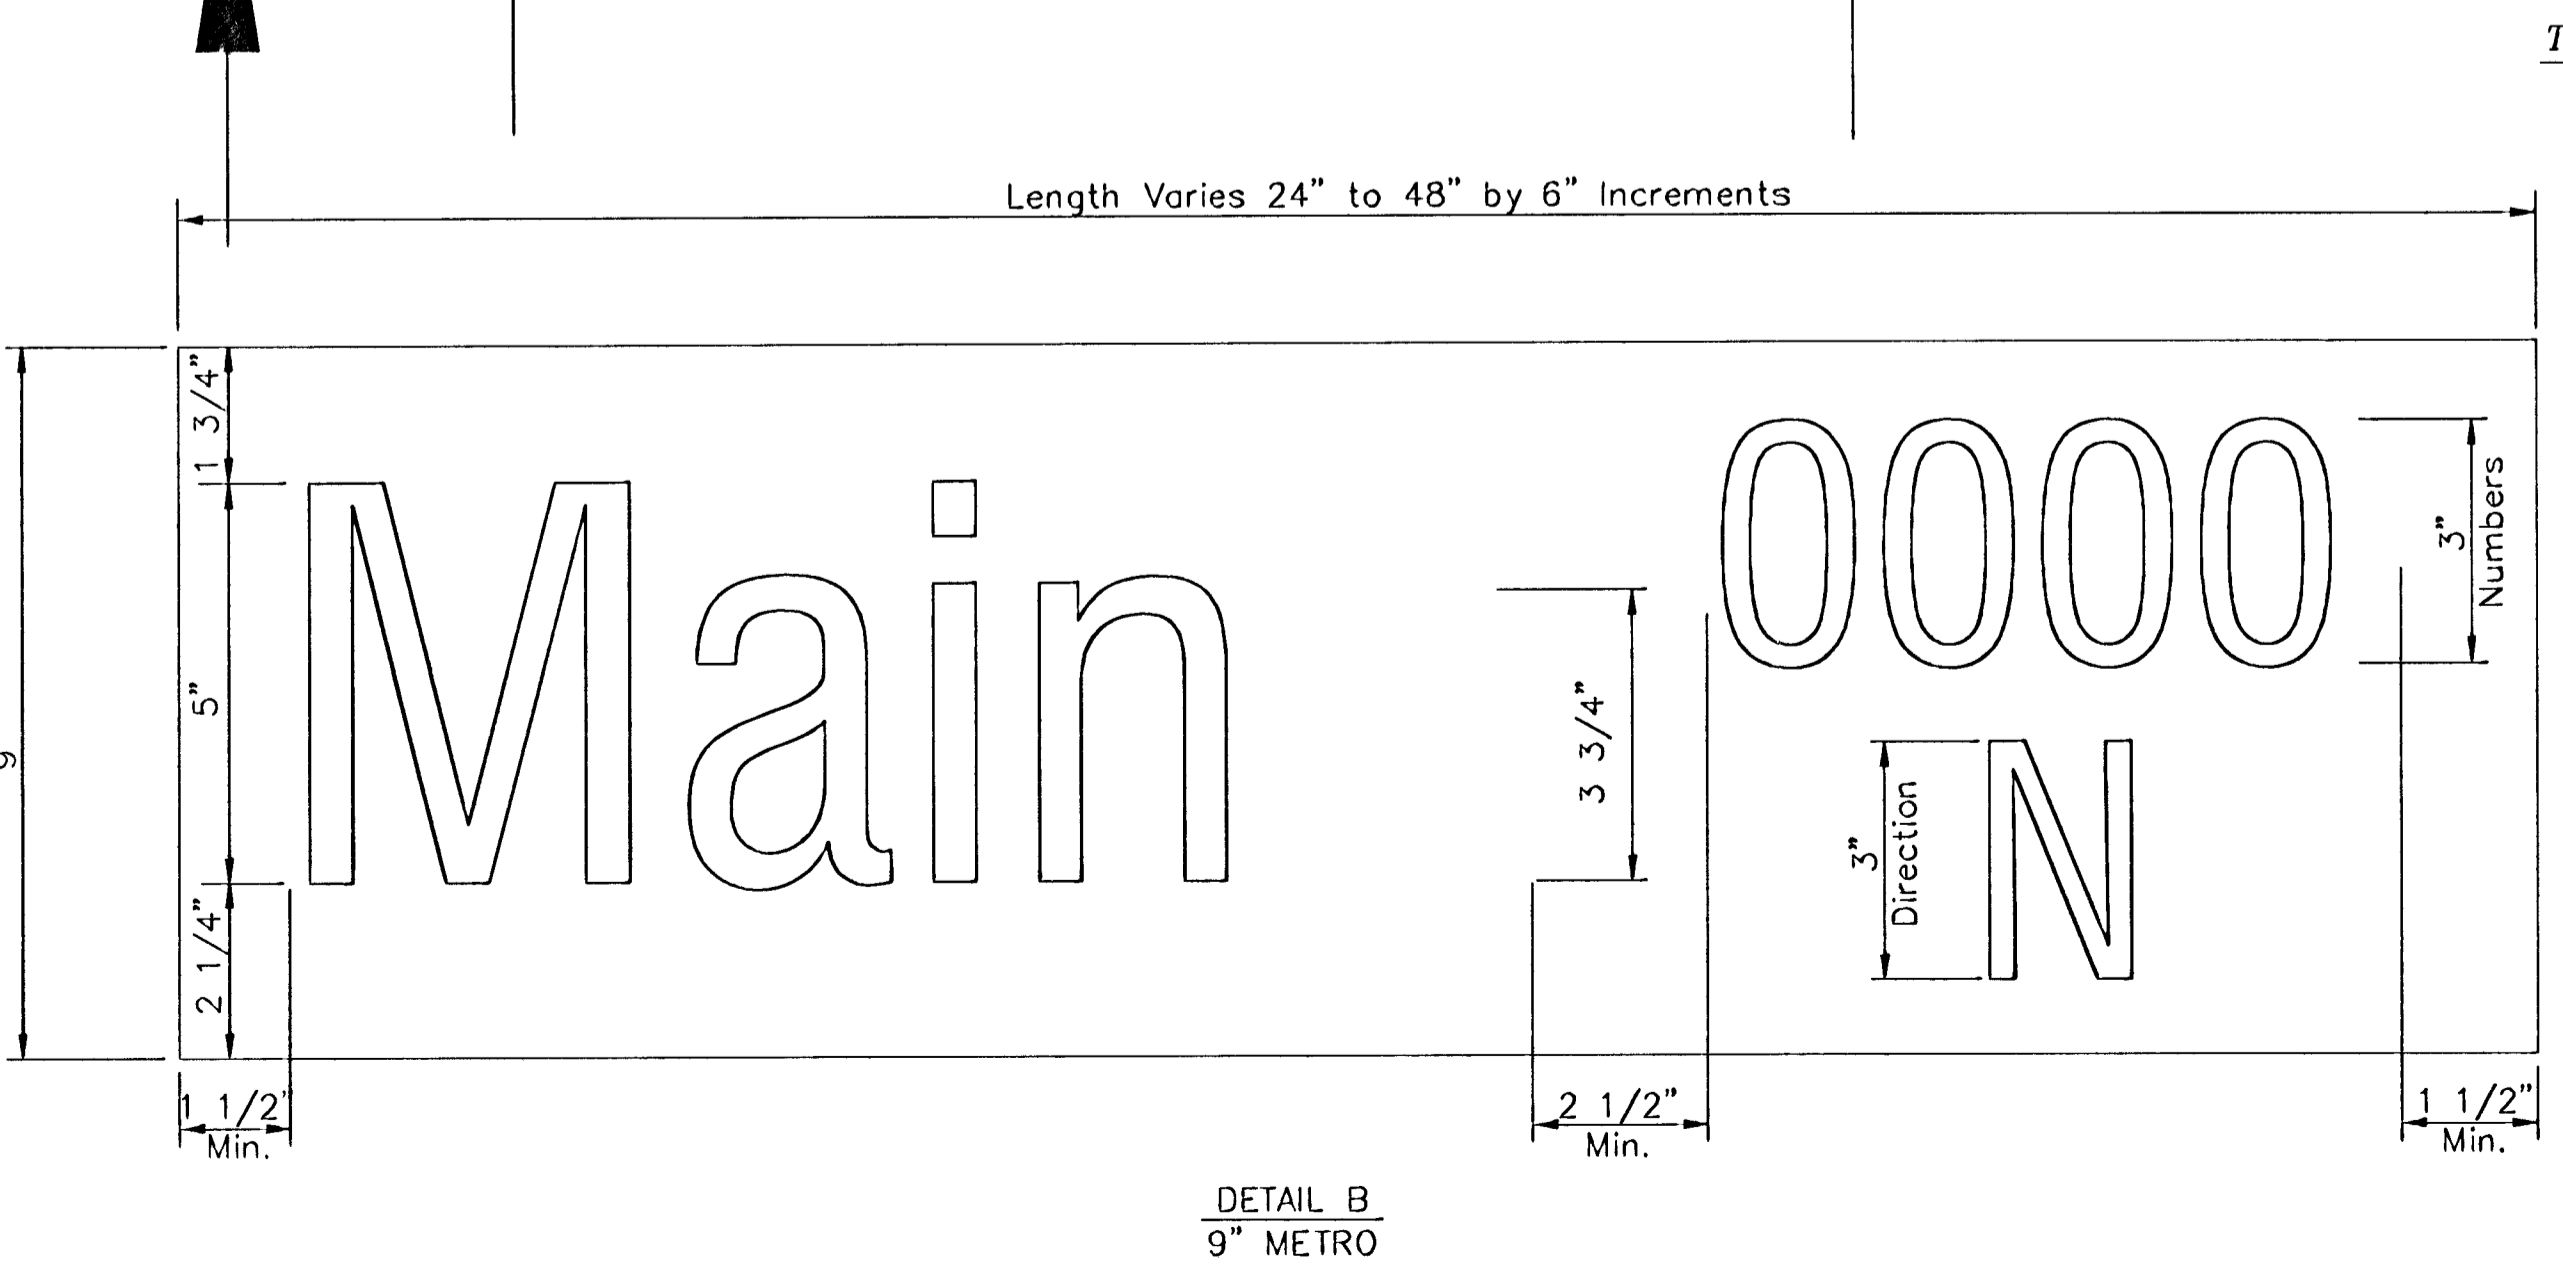 T
Length Varies 24" to 48" by 6" Increments
1 3/4"
0000
3"
Numbers
Main
5"
3 3/4"
9
3"
Direction
N
2 1/4"
1 1/2"
Min.
2 1/2"
Min.
1 1/2"
Min.
DETAIL B
9" METRO